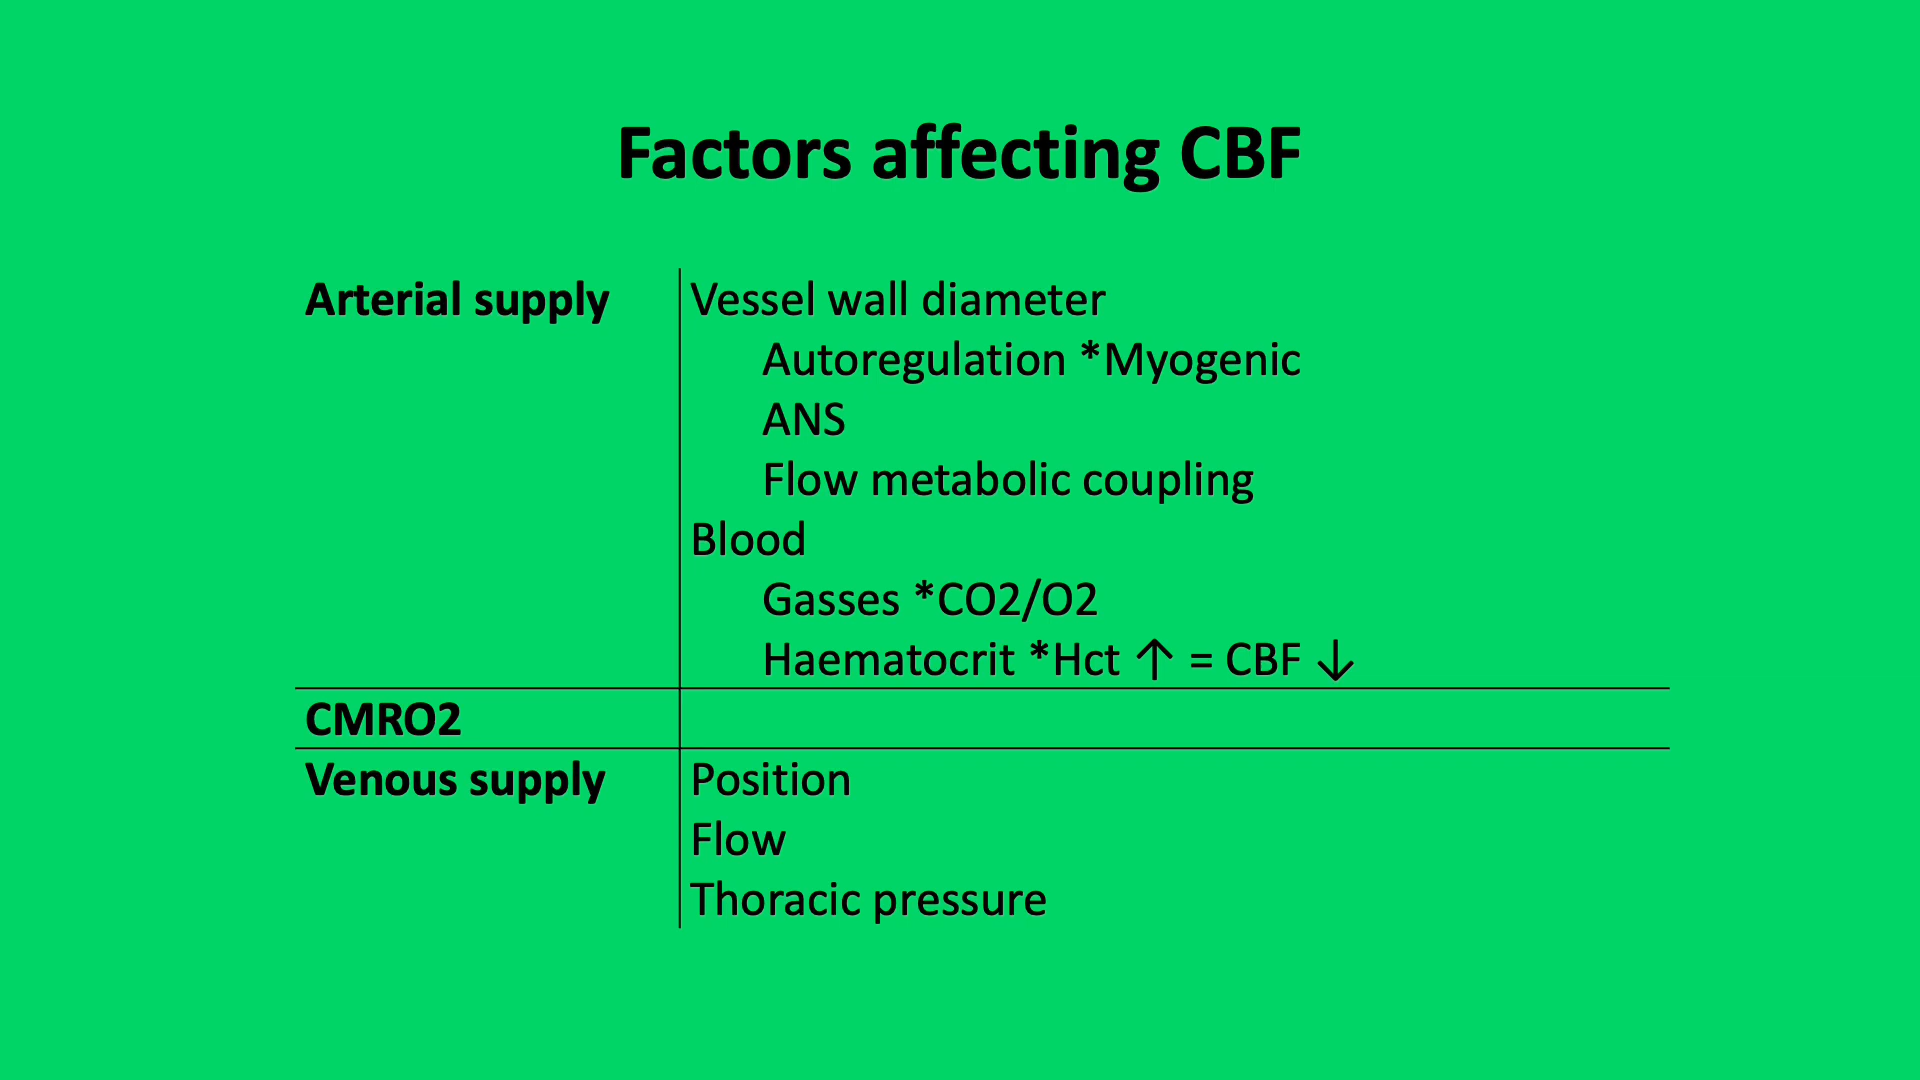 Factors affecting CBF
Arterial supply
Vessel wall diameter
Autoregulation *Myogenic
ANS
Flow metabolic coupling
Blood
Gasses *CO2/O2
Haematocrit *Hct ↑ = CBF ↓
CMRO2
Venous supply
Position
Flow
Thoracic pressure